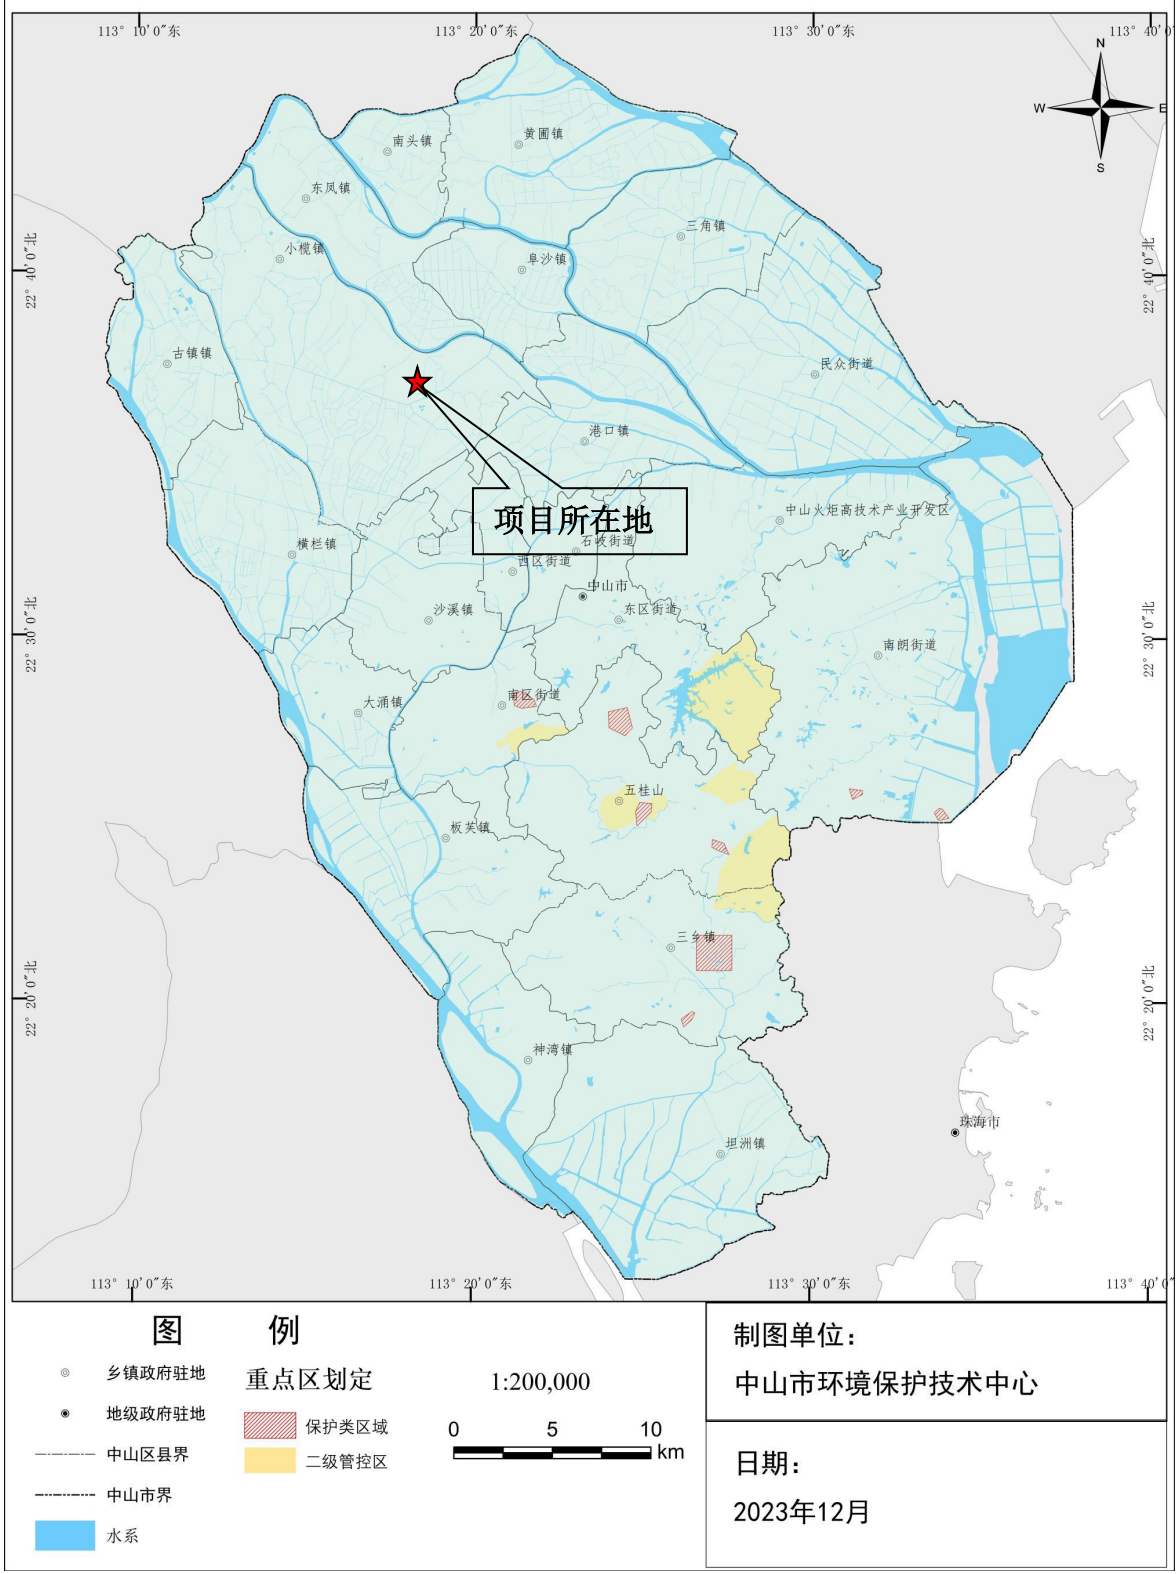 113° 10′0″东
113° 20′0″东
113° 30′0″东
113° 40′0″
N
W
E
S
南头镇
黄圃镇
东凤镇
三角镇
小榄镇
阜沙镇
22° 40′0″北
22° 40′0″北
古镇镇
民众街道
港口镇
项目所在地
中山火炬高技术产业开发区
横栏镇
石岐街道
西区街道
中山市
沙溪镇
东区街道
22° 30′0″北
22° 30′0″北
南朗街道
大涌镇
南区街道
五桂山
板芙镇
三乡镇
22° 20′0″北
22° 20′0″北
神湾镇
珠海市
坦洲镇
113° 10′0″东
113° 20′0″东
113° 30′0″东
113° 40′0″
图 例
乡镇政府驻地
地级政府驻地
中山区县界
中山市界
水系
重点区划定
保护类区域
二级管控区
1:200,000
0 5 10
km
制图单位：
中山市环境保护技术中心
日期：
2023年12月